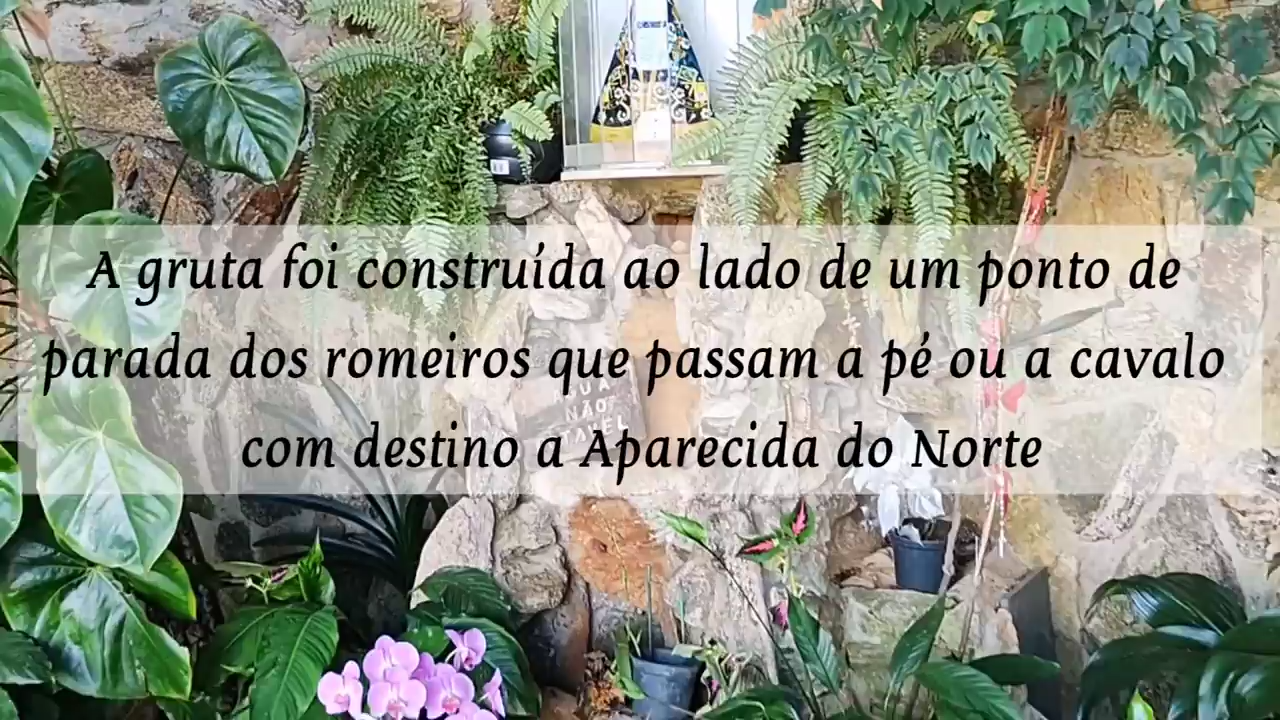 A gruta foi construída ao lado de um ponto de
parada dos romeiros que passam a pé ou a cavalo
com destino a Aparecida do Norte
NÃO